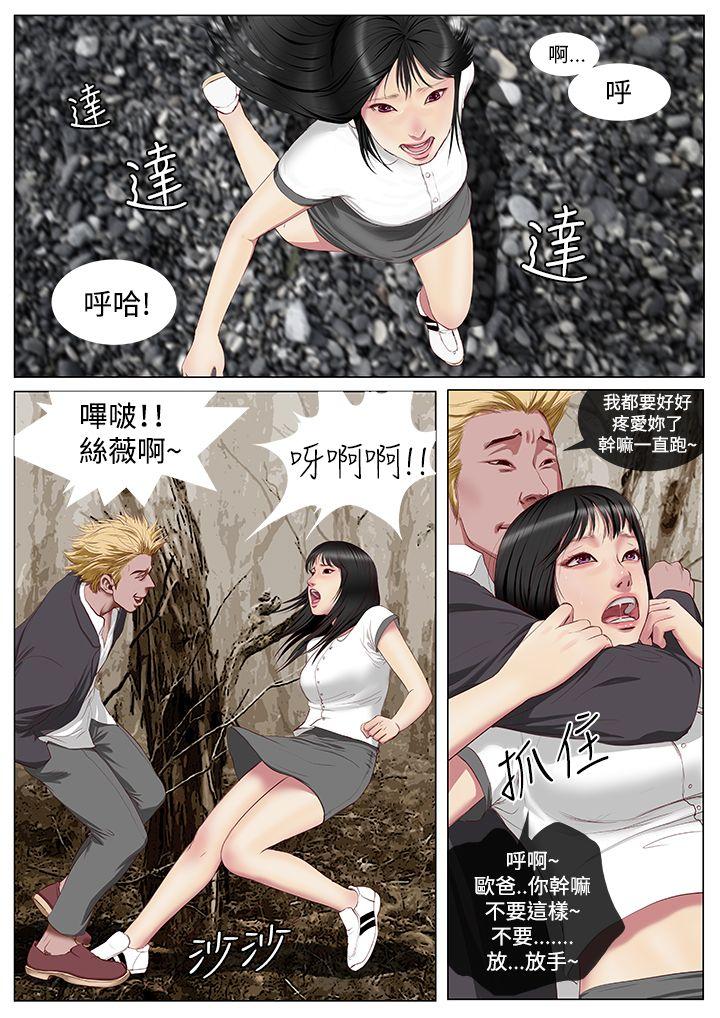 啊...
呼
達
達
達
呼哈!
嗶啵!!
絲薇啊~
呀啊啊!!
沙沙
我都要好好
疼愛妳了
幹嘛一直跑~
抓住
呼啊~
歐爸..你幹嘛
不要這樣~
不要.......
放...放手~